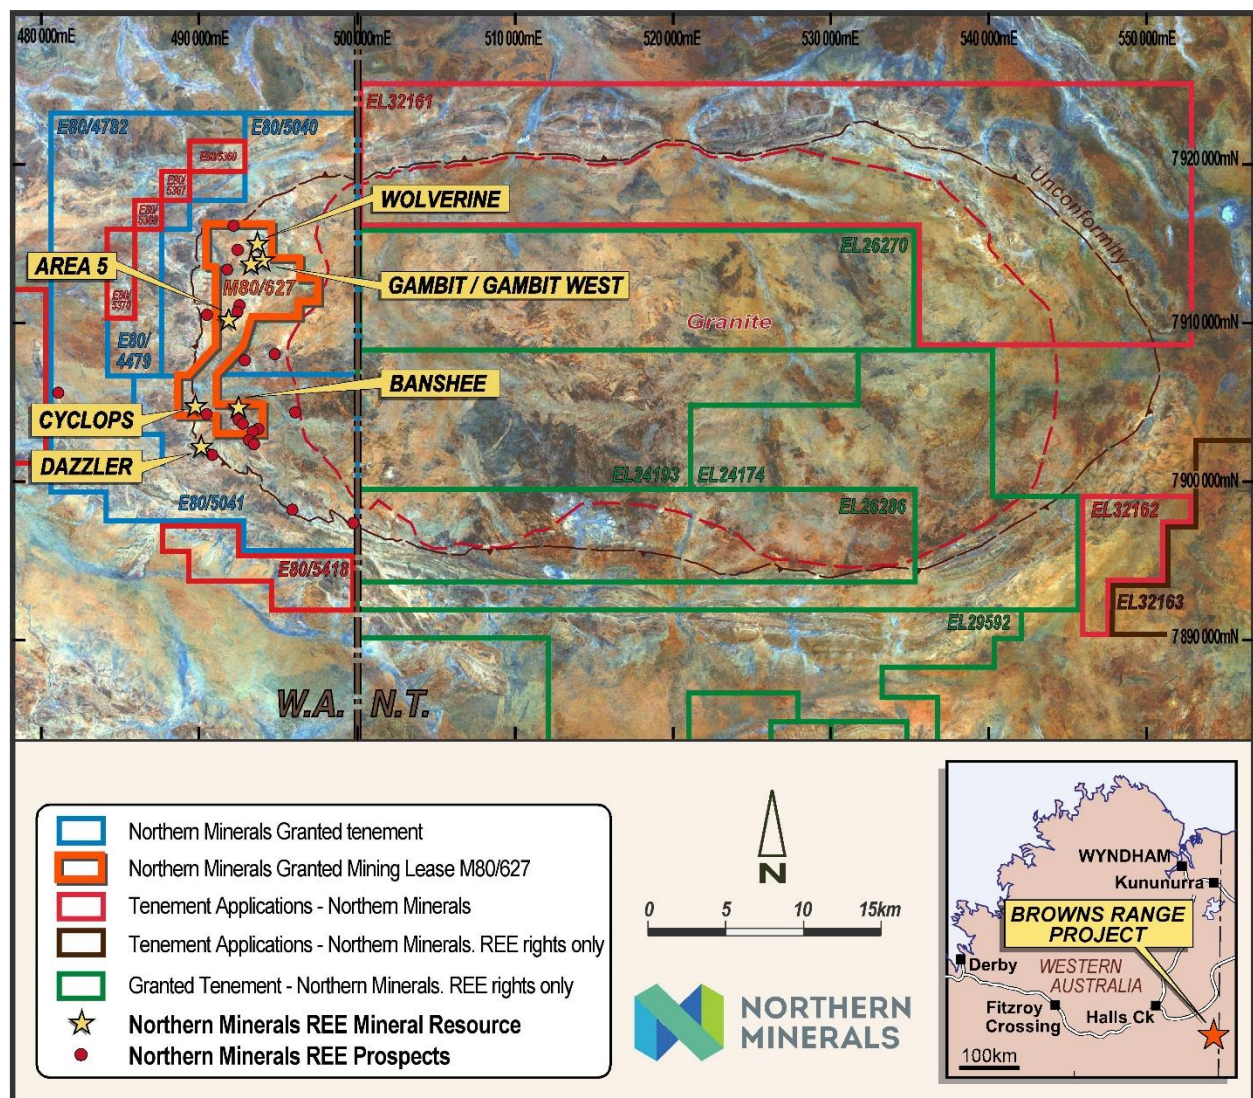 480 000mE
490 000mE
500 000mE
510 000mE
520 000mE
530 000mE
540 000mE
550 000mE
EL32161
E80/4782
E80/5040
E80/5369
E80/
5367
E80/
E80/
7 920 000mN
Unconformity
WOLVERINE
AREA 5
EL26270
M80/627
GAMBIT / GAMBIT WEST
E80/
4479
Granite
7 910 000mN
BANSHEE
CYCLOPS
DAZZLER
EL24193
EL24174
7 900 000mN
E80/5041
EL26286
EL32162
E80/5418
EL32163
EL29592
7 890 000mN
W.A.
N.T.
Northern Minerals Granted tenement
Northern Minerals Granted Mining Lease M80/627
Tenement Applications - Northern Minerals
Tenement Applications - Northern Minerals. REE rights only
Granted Tenement - Northern Minerals. REE rights only
Northern Minerals REE Mineral Resource
Northern Minerals REE Prospects
N
0 5 10 15km
NORTHERN
MINERALS
WYNDHAM
Kununurra
BROWNS RANGE
PROJECT
Derby
WESTERN
AUSTRALIA
Fitzroy
Crossing
Halls Ck
100km